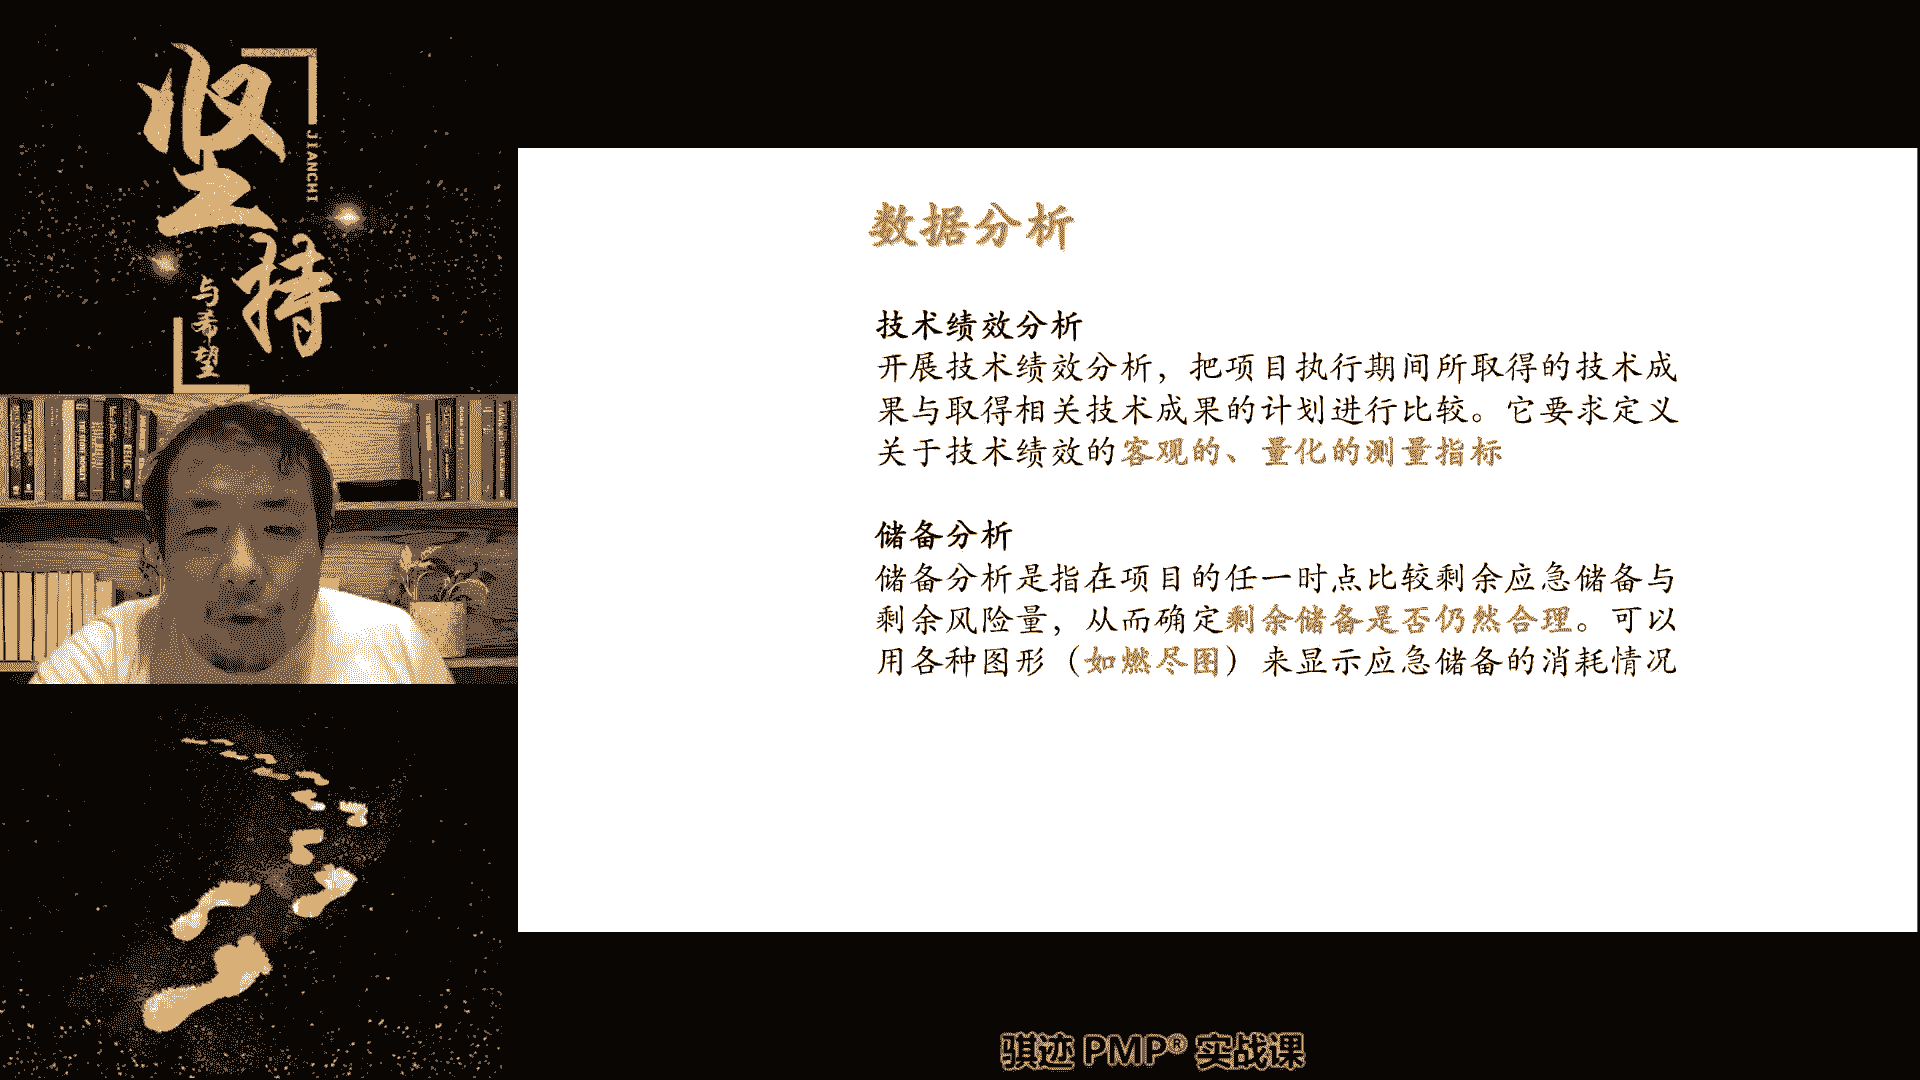 坚持
JIANCHI
与希望
数据分析
技术绩效分析
开展技术绩效分析，把项目执行期间所取得的技术成
果与取得相关技术成果的计划进行比较。它要求定义
关于技术绩效的客观的、量化的测量指标
储备分析
储备分析是指在项目的任一时点比较剩余应急储备与
剩余风险量，从而确定剩余储备是否仍然合理。可以
用各种图形（如燃尽图）来显示应急储备的消耗情况
骐迹 PMP® 实战课